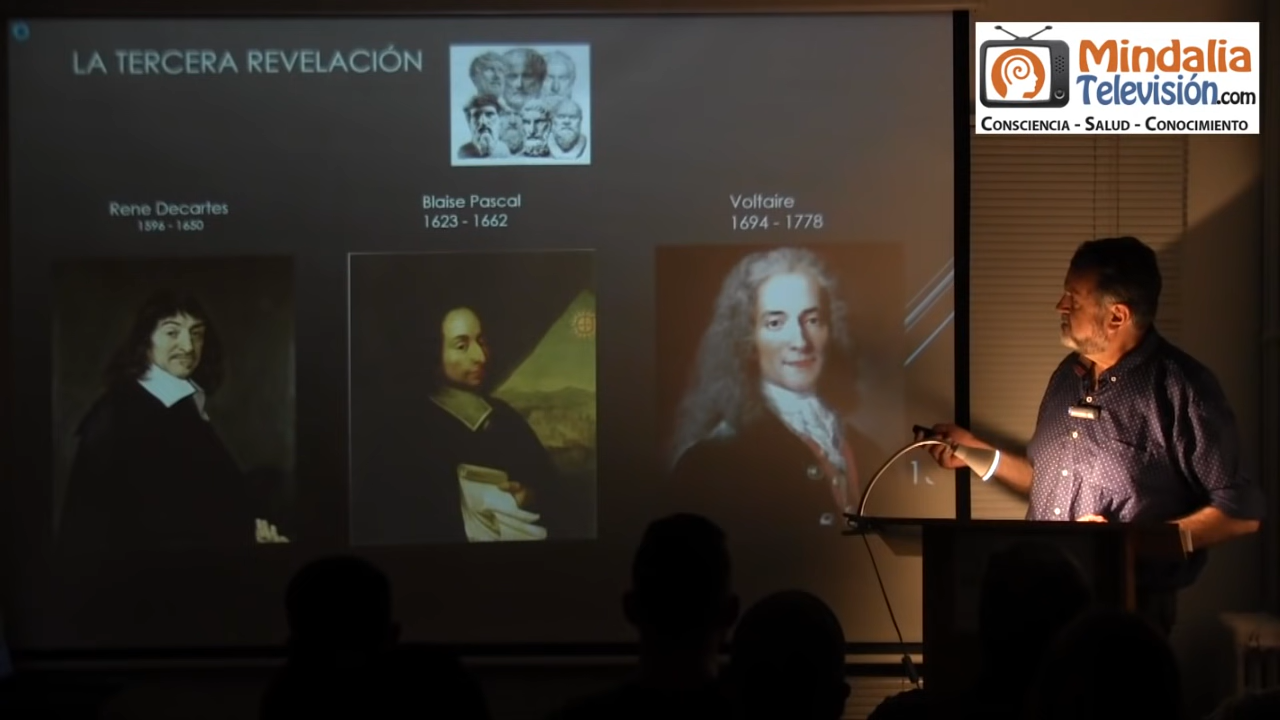 LA TERCERA REVELACIÓN
Rene Decartes
1596 - 1650
Blaise Pascal
1623 - 1662
Voltaire
1694 - 1778
Mindalia
Televisión.com
CONSCIENCIA - SALUD - CONOCIMIENTO